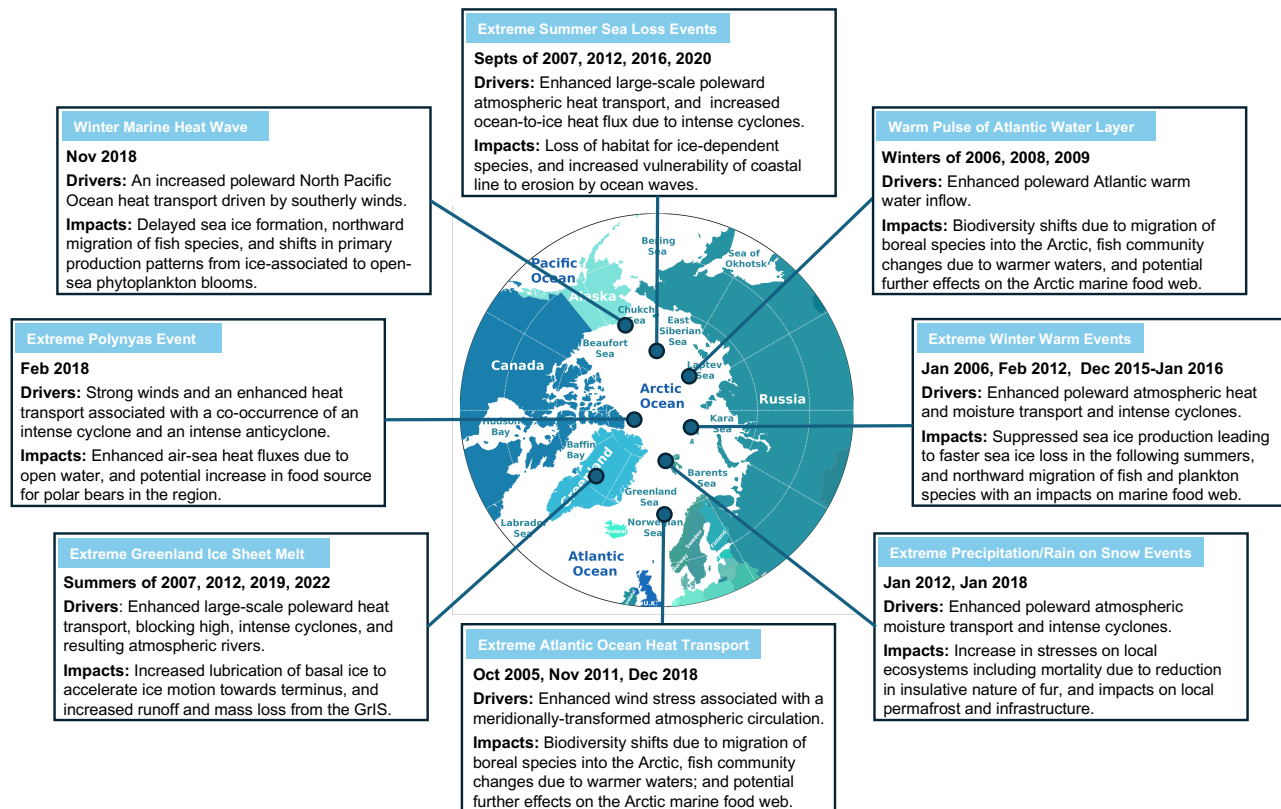 Extreme Summer Sea Loss Events
Septs of 2007, 2012, 2016, 2020
Drivers: Enhanced large-scale poleward
atmospheric heat transport, and increased
ocean-to-ice heat flux due to intense cyclones.
Impacts: Loss of habitat for ice-dependent
species, and increased vulnerability of coastal
line to erosion by ocean waves.
Winter Marine Heat Wave
Nov 2018
Drivers: An increased poleward North Pacific
Ocean heat transport driven by southerly winds.
Impacts: Delayed sea ice formation, northward
migration of fish species, and shifts in primary
production patterns from ice-associated to open-
sea phytoplankton blooms.
Warm Pulse of Atlantic Water Layer
Winters of 2006, 2008, 2009
Drivers: Enhanced poleward Atlantic warm
water inflow.
Impacts: Biodiversity shifts due to migration of
boreal species into the Arctic, fish community
changes due to warmer waters, and potential
further effects on the Arctic marine food web.
Extreme Polynyas Event
Feb 2018
Drivers: Strong winds and an enhanced heat
transport associated with a co-occurrence of an
intense cyclone and an intense anticyclone.
Impacts: Enhanced air-sea heat fluxes due to
open water, and potential increase in food source
for polar bears in the region.
Bering
Sea
Sea of
Okhotsk
Pacific
Ocean
Alaska
Chukchi
Sea
East
Siberian
Sea
Beaufort
Sea
Laptev
Sea
Canada
Arctic
Ocean
Russia
Kara
Sea
Hudson
Bay
Baffin
Bay
Greenland
Barents
Sea
Greenland
Sea
Labrador
Sea
Norwegian
Sea
Iceland
Norway
Sweden
Finland
Atlantic
Ocean
U.K.
Extreme Winter Warm Events
Jan 2006, Feb 2012, Dec 2015-Jan 2016
Drivers: Enhanced poleward atmospheric heat
and moisture transport and intense cyclones.
Impacts: Suppressed sea ice production leading
to faster sea ice loss in the following summers,
and northward migration of fish and plankton
species with an impacts on marine food web.
Extreme Greenland Ice Sheet Melt
Summers of 2007, 2012, 2019, 2022
Drivers: Enhanced large-scale poleward heat
transport, blocking high, intense cyclones, and
resulting atmospheric rivers.
Impacts: Increased lubrication of basal ice to
accelerate ice motion towards terminus, and
increased runoff and mass loss from the GrIS.
Extreme Atlantic Ocean Heat Transport
Oct 2005, Nov 2011, Dec 2018
Drivers: Enhanced wind stress associated with a
meridionally-transformed atmospheric circulation.
Impacts: Biodiversity shifts due to migration of
boreal species into the Arctic, fish community
changes due to warmer waters; and potential
further effects on the Arctic marine food web.
Extreme Precipitation/Rain on Snow Events
Jan 2012, Jan 2018
Drivers: Enhanced poleward atmospheric
moisture transport and intense cyclones.
Impacts: Increase in stresses on local
ecosystems including mortality due to reduction
in insulative nature of fur, and impacts on local
permafrost and infrastructure.